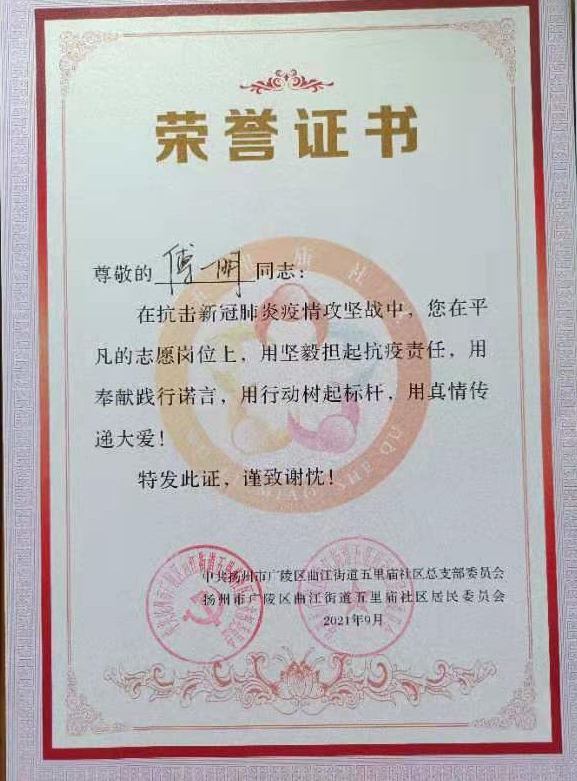 荣誉证书
尊敬的 傅一明 同志：
在抗击新冠肺炎疫情攻坚战中，您在平
凡的志愿岗位上，用坚毅担起抗疫责任，用
奉献践行诺言，用行动树起标杆，用真情传
递大爱！
特发此证，谨致谢忱！
中共扬州市广陵区曲江街道五里庙社区总支部委员会
扬州市广陵区曲江街道五里庙社区居民委员会
2021年9月